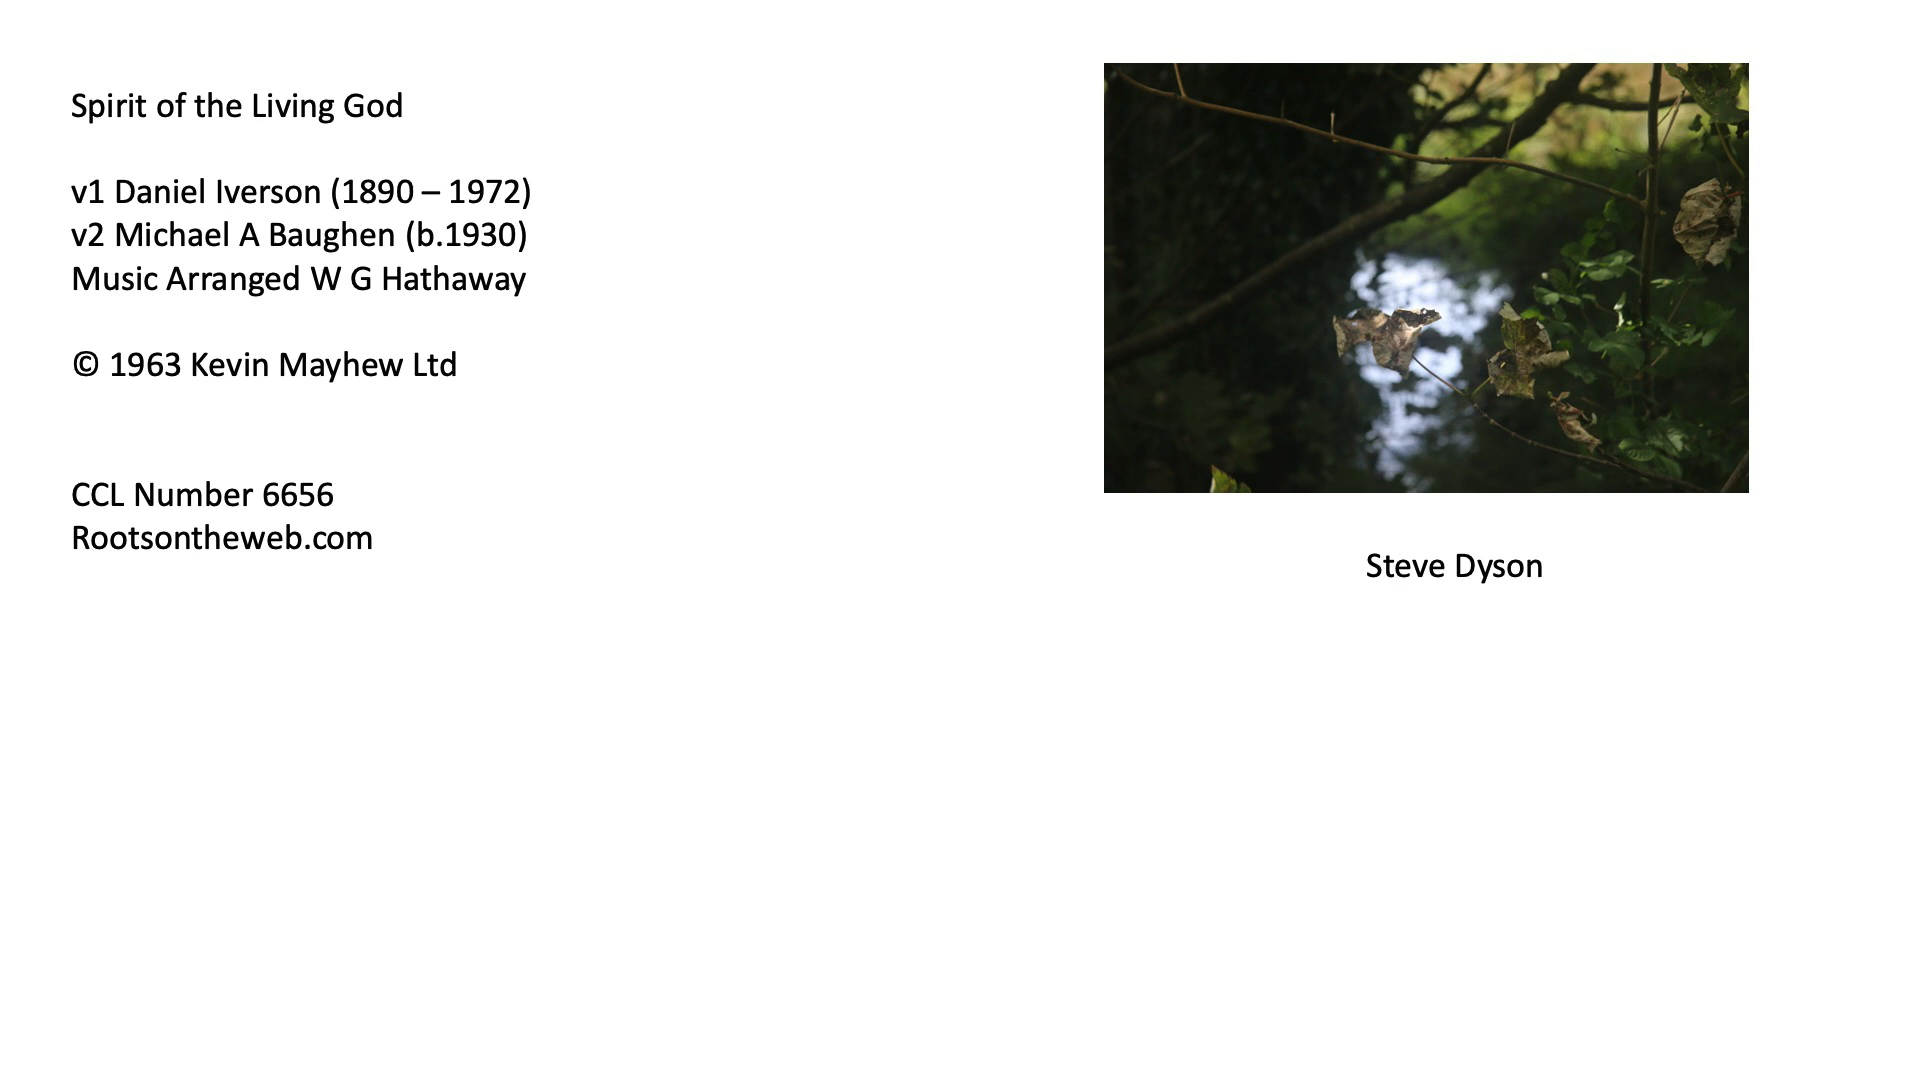 Spirit of the Living God
v1 Daniel Iverson (1890 – 1972)
v2 Michael A Baughen (b.1930)
Music Arranged W G Hathaway
© 1963 Kevin Mayhew Ltd
CCL Number 6656
Rootsontheweb.com
Steve Dyson